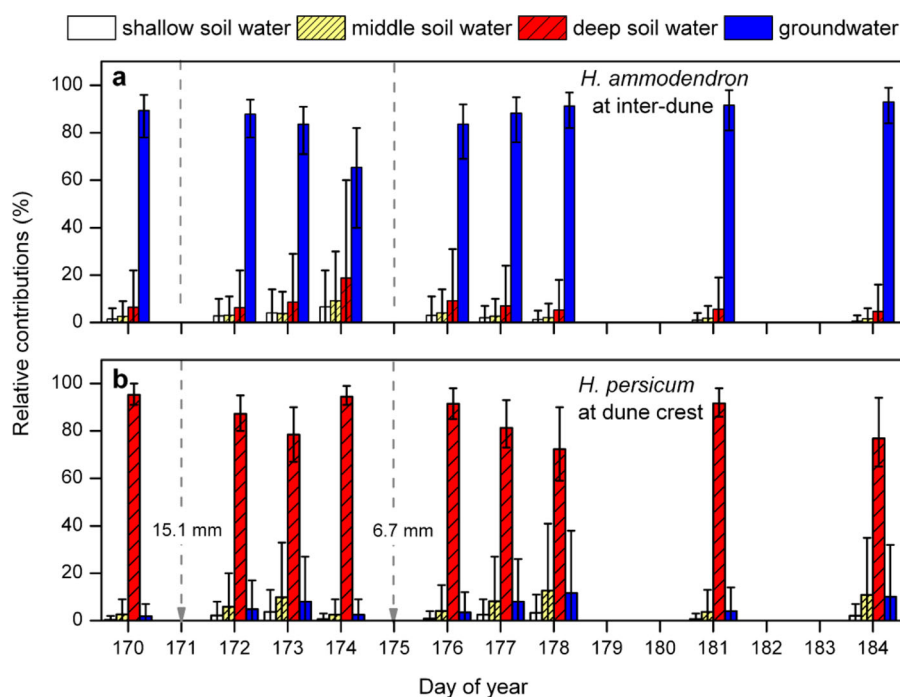 shallow soil water middle soil water deep soil water groundwater
a
H. ammodendron
at inter-dune
100
80
60
40
20
0
Relative contributions (%)
b
H. persicum
at dune crest
100
80
60
40
20
0
15.1 mm 6.7 mm
170 171 172 173 174 175 176 177 178 179 180 181 182 183 184
Day of year